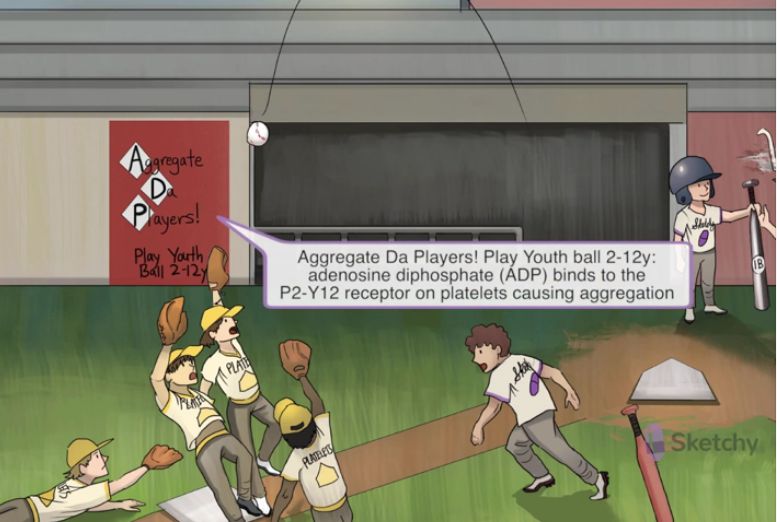 Aggregate
Da
Players!
Play Youth
Ball 2-12y
Aggregate Da Players! Play Youth ball 2-12y:
adenosine diphosphate (ADP) binds to the
P2-Y12 receptor on platelets causing aggregation
Sketchy
1B
PLATELETS
Sketchy